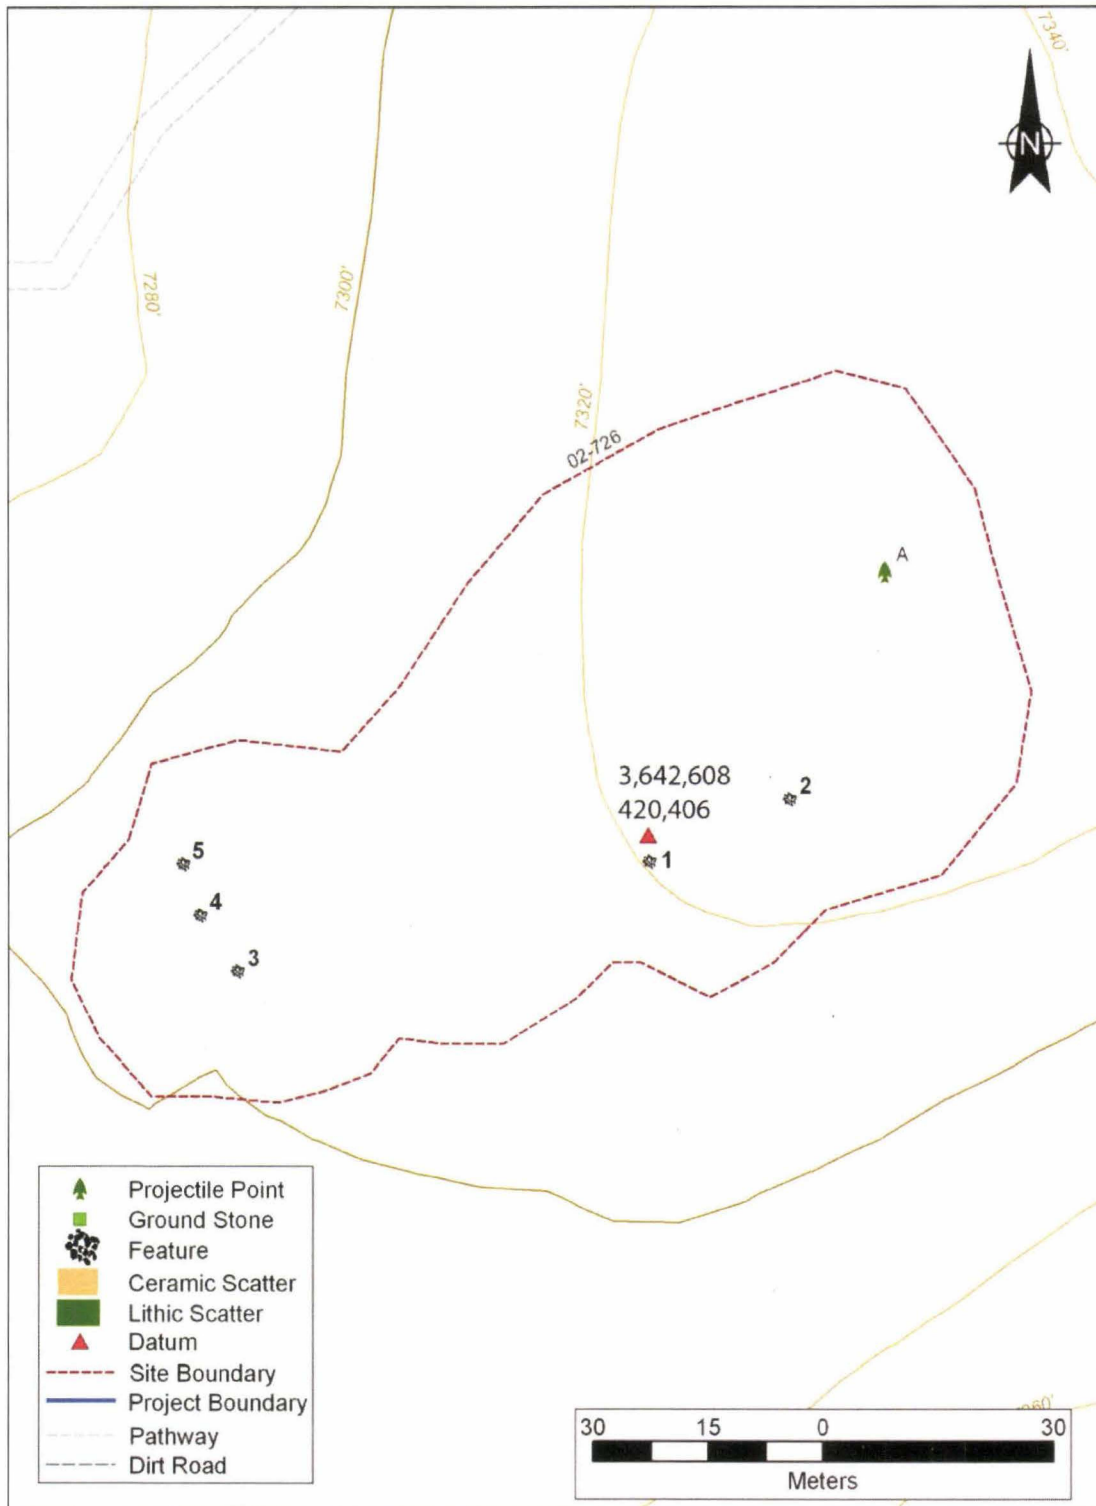 7340'
N
7280'
7300'
7320'
02-726
A
3,642,608
420,406
2
1
5
4
3
Projectile Point
Ground Stone
Feature
Ceramic Scatter
Lithic Scatter
Datum
Site Boundary
Project Boundary
Pathway
Dirt Road
30 15 0 30
Meters